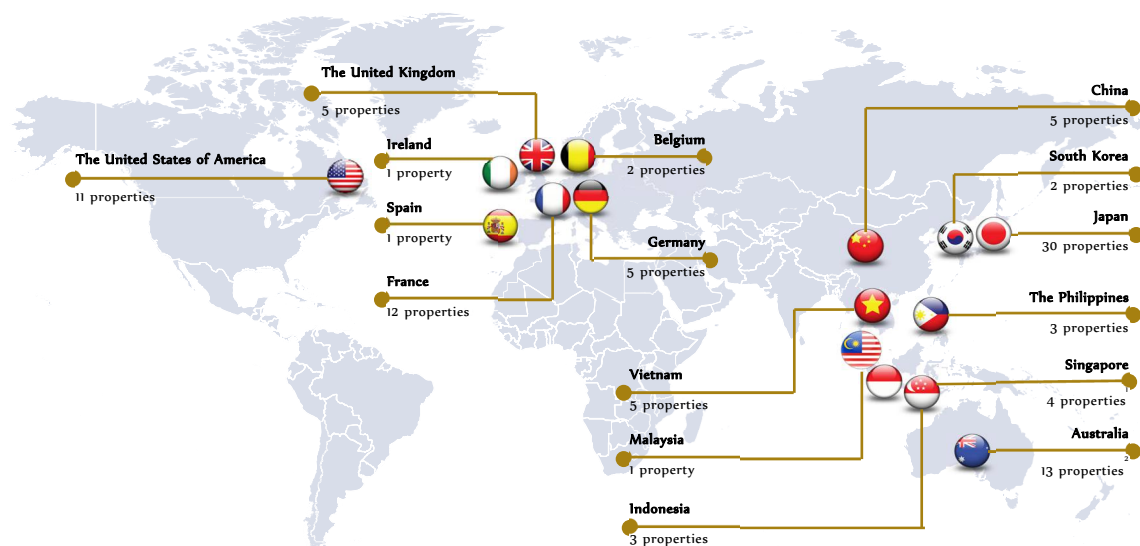 The United Kingdom
5 properties
Ireland
1 property
The United States of America
11 properties
Spain
1 property
France
12 properties
Belgium
2 properties
Germany
5 properties
China
5 properties
South Korea
2 properties
Japan
30 properties
The Philippines
3 properties
Vietnam
5 properties
Singapore
1
4 properties
Malaysia
1 property
Australia
2
13 properties
Indonesia
3 properties